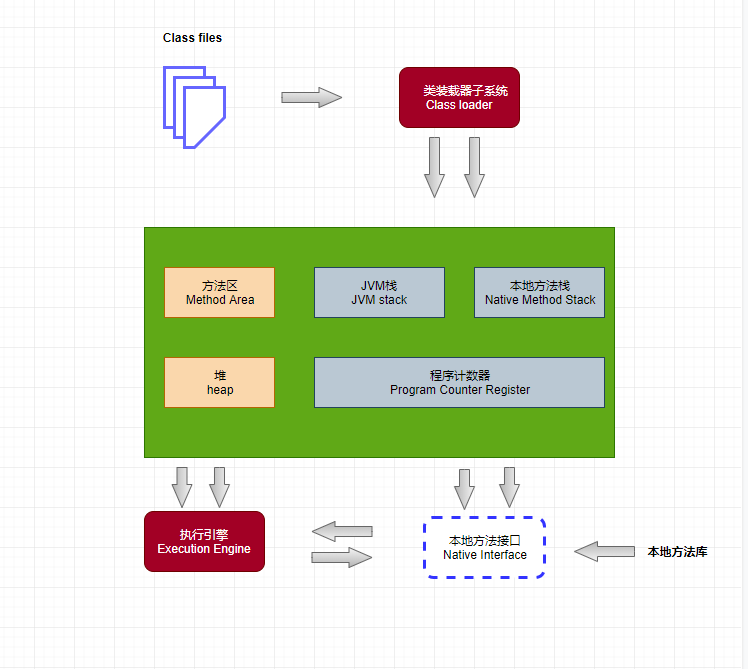 Class files
类装载器子系统
Class loader
方法区
Method Area
JVM栈
JVM stack
本地方法栈
Native Method Stack
堆
heap
程序计数器
Program Counter Register
执行引擎
Execution Engine
本地方法接口
Native Interface
本地方法库